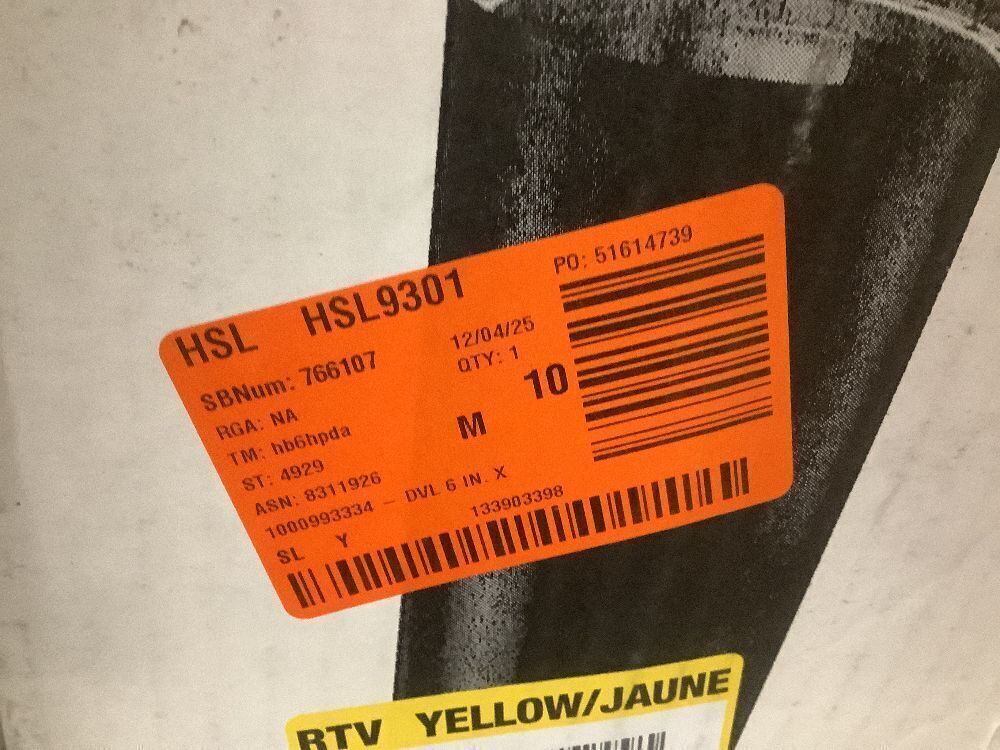 HSL HSL9301
PO: 51614739
SBNum: 766107
12/04/25
RGA: NA
QTY: 1
TM: hb6hpda
M 10
ST: 4929
ASN: 8311926
1000993334 - DVL 6 IN. X
SL Y 133903398
RTV YELLOW/JAUNE